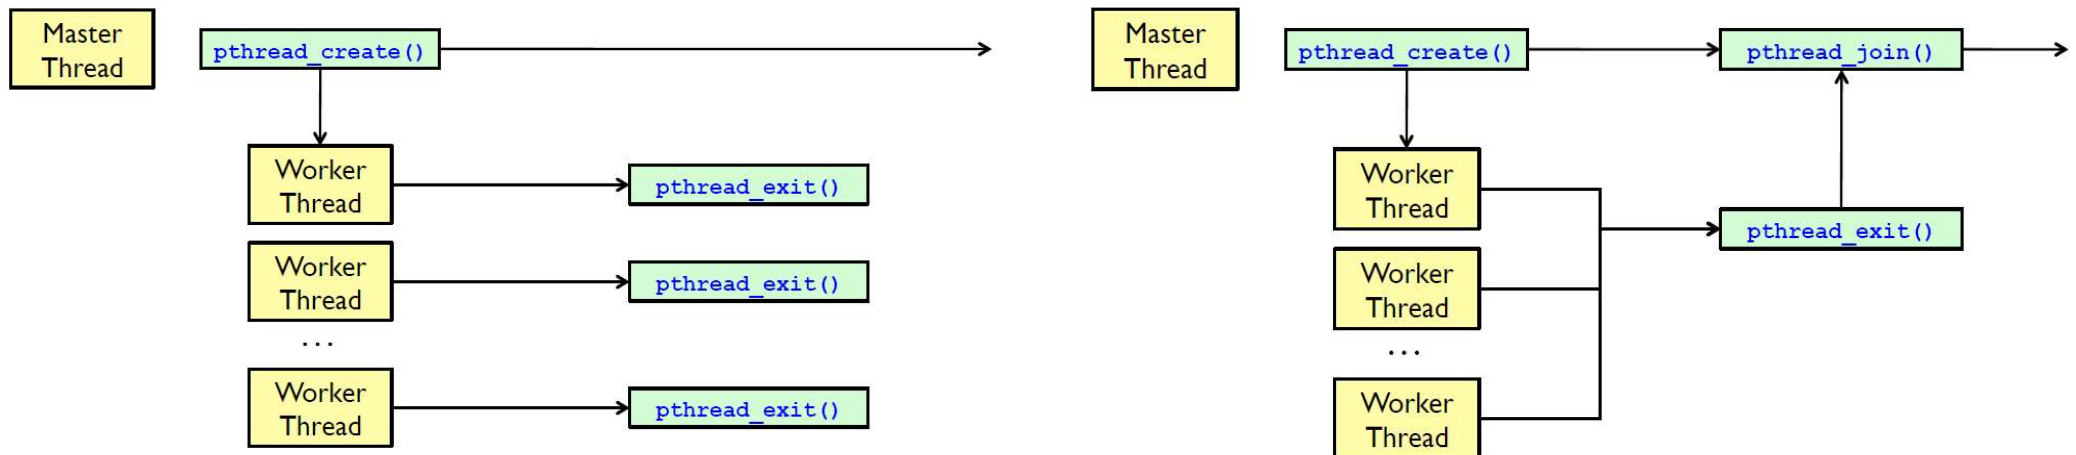 Master
Thread
pthread_create()
Worker
Thread
pthread_exit()
Worker
Thread
pthread_exit()
...
Worker
Thread
pthread_exit()
Master
Thread
pthread_create()
pthread_join()
Worker
Thread
pthread_exit()
Worker
Thread
...
Worker
Thread